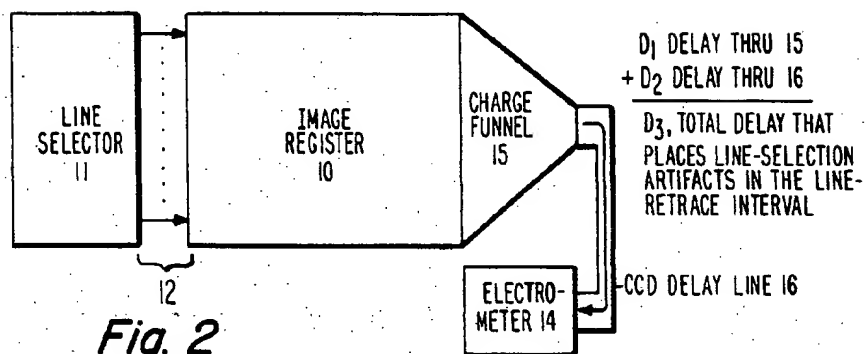 LINE
SELECTOR
11
12
IMAGE
REGISTER
10
CHARGE
FUNNEL
15
D1 DELAY THRU 15
+ D2 DELAY THRU 16
D3, TOTAL DELAY THAT
PLACES LINE-SELECTION
ARTIFACTS IN THE LINE-
RETRACE INTERVAL
ELECTRO-
METER 14
CCD DELAY LINE 16
Fig. 2